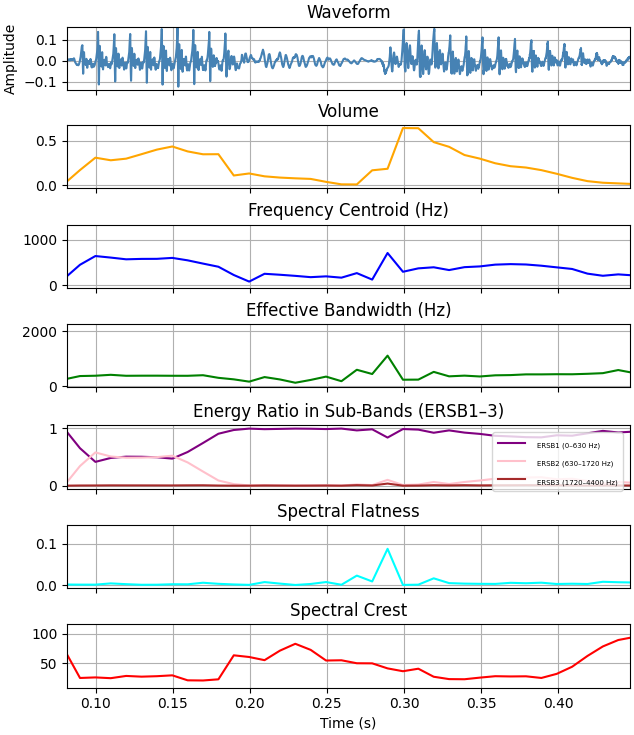 Waveform
Amplitude
0.1
0.0
−0.1
Volume
0.5
0.0
Frequency Centroid (Hz)
1000
0
Effective Bandwidth (Hz)
2000
0
Energy Ratio in Sub-Bands (ERSB1–3)
1
0
ERSB1 (0–630 Hz)
ERSB2 (630–1720 Hz)
ERSB3 (1720–4400 Hz)
Spectral Flatness
0.1
0.0
Spectral Crest
100
50
0.10 0.15 0.20 0.25 0.30 0.35 0.40
Time (s)